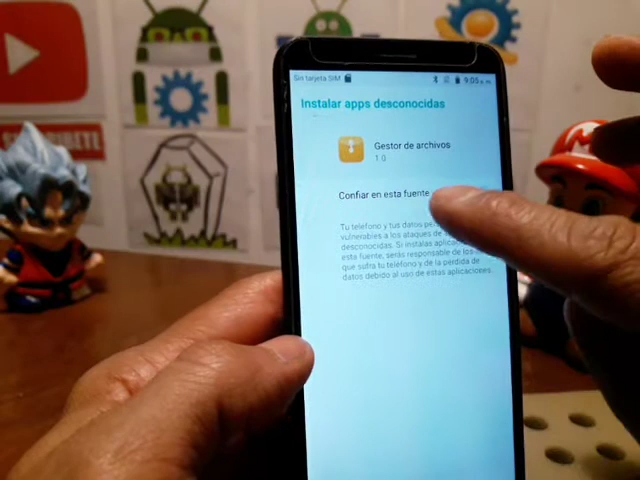 Sin tarjeta SIM
9:05
Instalar apps desconocidas
Gestor de archivos
1.0
Confiar en esta fuente
Tu teléfono y tus datos
vulnerables a los ataques de
desconocidas. Si instalas
esta fuente, serás responsable de los
que sufra tu teléfono y de la pérdida de
datos debido al uso de estas aplicaciones.